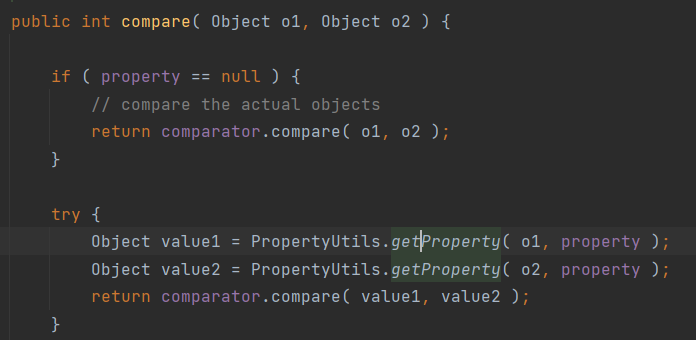 public int compare( Object o1, Object o2 ) {
if ( property == null ) {
// compare the actual objects
return comparator.compare( o1, o2 );
}
try {
Object value1 = PropertyUtils.getProperty( o1, property );
Object value2 = PropertyUtils.getProperty( o2, property );
return comparator.compare( value1, value2 );
}